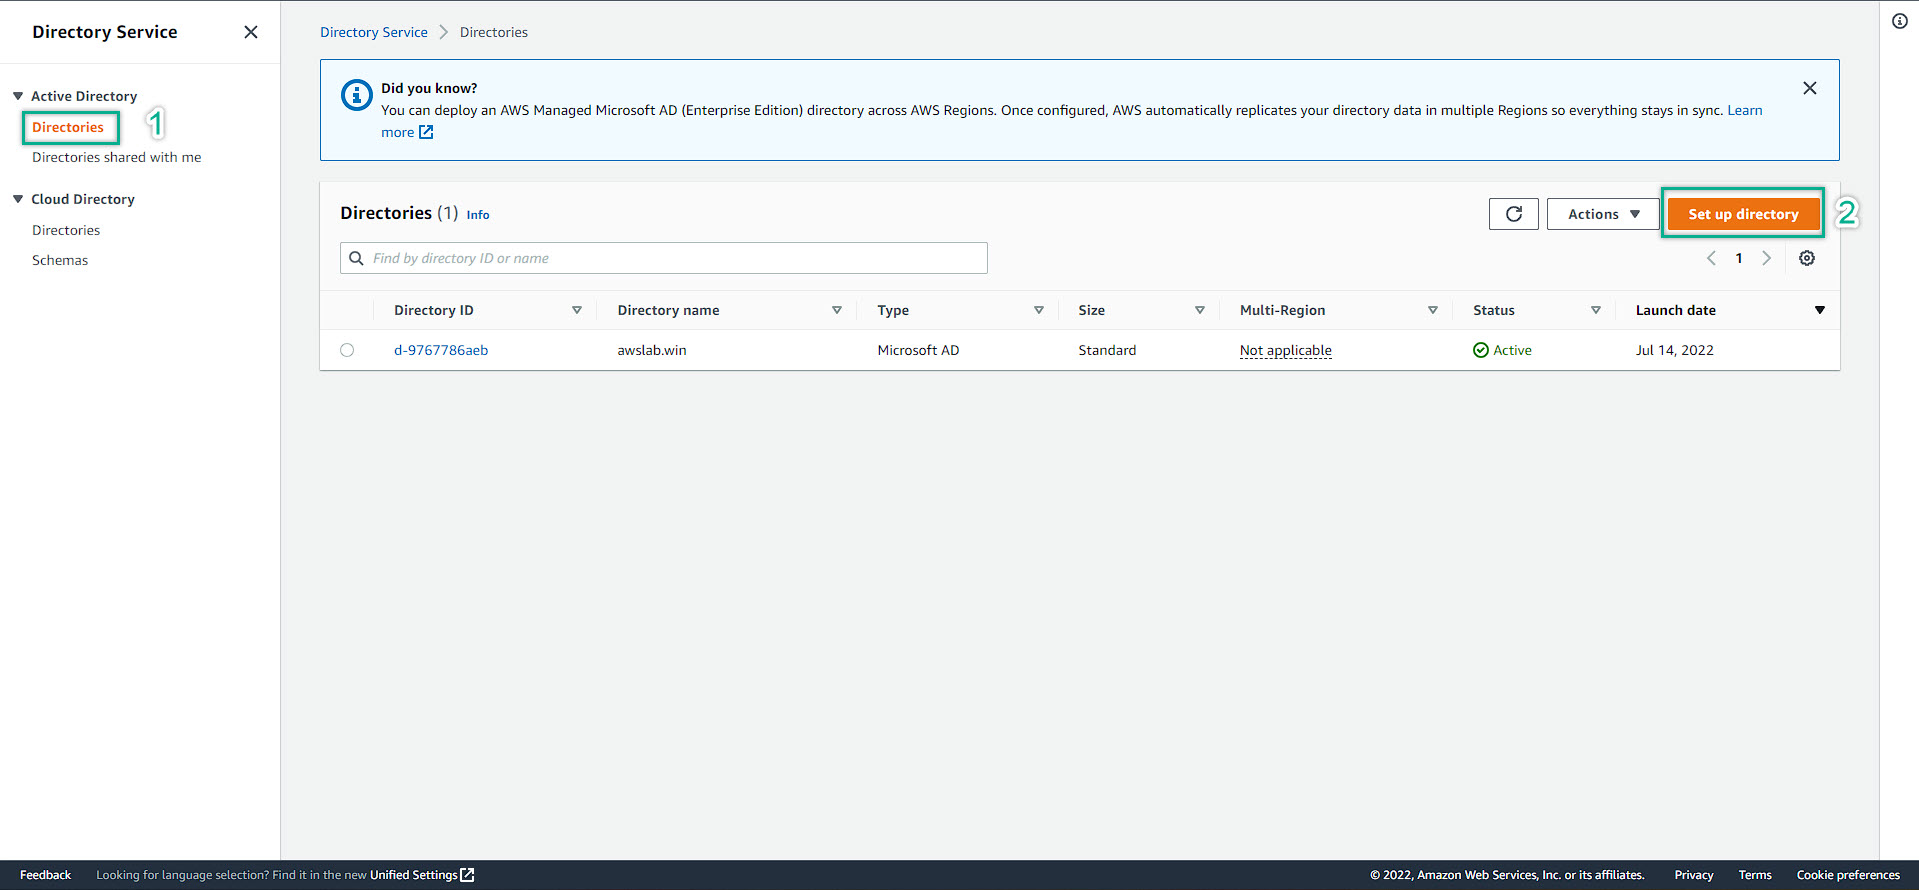 Directory Service
Active Directory
Directories
1
Directories shared with me
Cloud Directory
Directories
Schemas
Directory Service > Directories
Did you know?
You can deploy an AWS Managed Microsoft AD (Enterprise Edition) directory across AWS Regions. Once configured, AWS automatically replicates your directory data in multiple Regions so everything stays in sync. Learn
more
Directories (1) Info
Actions
Set up directory
2
Find by directory ID or name
1
Directory ID Directory name Type Size Multi-Region Status Launch date
d-9767786aeb awslab.win Microsoft AD Standard Not applicable Active Jul 14, 2022
Feedback Looking for language selection? Find it in the new Unified Settings © 2022, Amazon Web Services, Inc. or its affiliates. Privacy Terms Cookie preferences